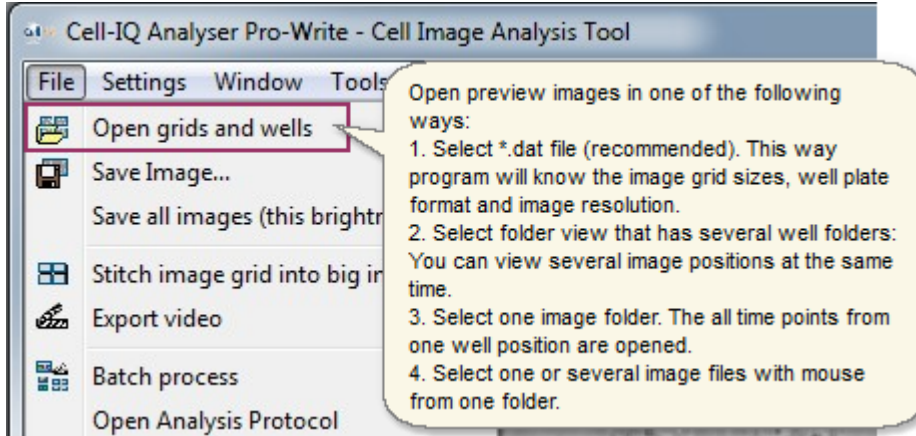 Cell-IQ Analyser Pro-Write - Cell Image Analysis Tool
File Settings Window Tools
Open grids and wells
Save Image...
Save all images (this brightn
Stitch image grid into big in
Export video
Batch process
Open Analysis Protocol
Open preview images in one of the following
ways:
1. Select *.dat file (recommended). This way
program will know the image grid sizes, well plate
format and image resolution.
2. Select folder view that has several well folders:
You can view several image positions at the same
time.
3. Select one image folder. The all time points from
one well position are opened.
4. Select one or several image files with mouse
from one folder.